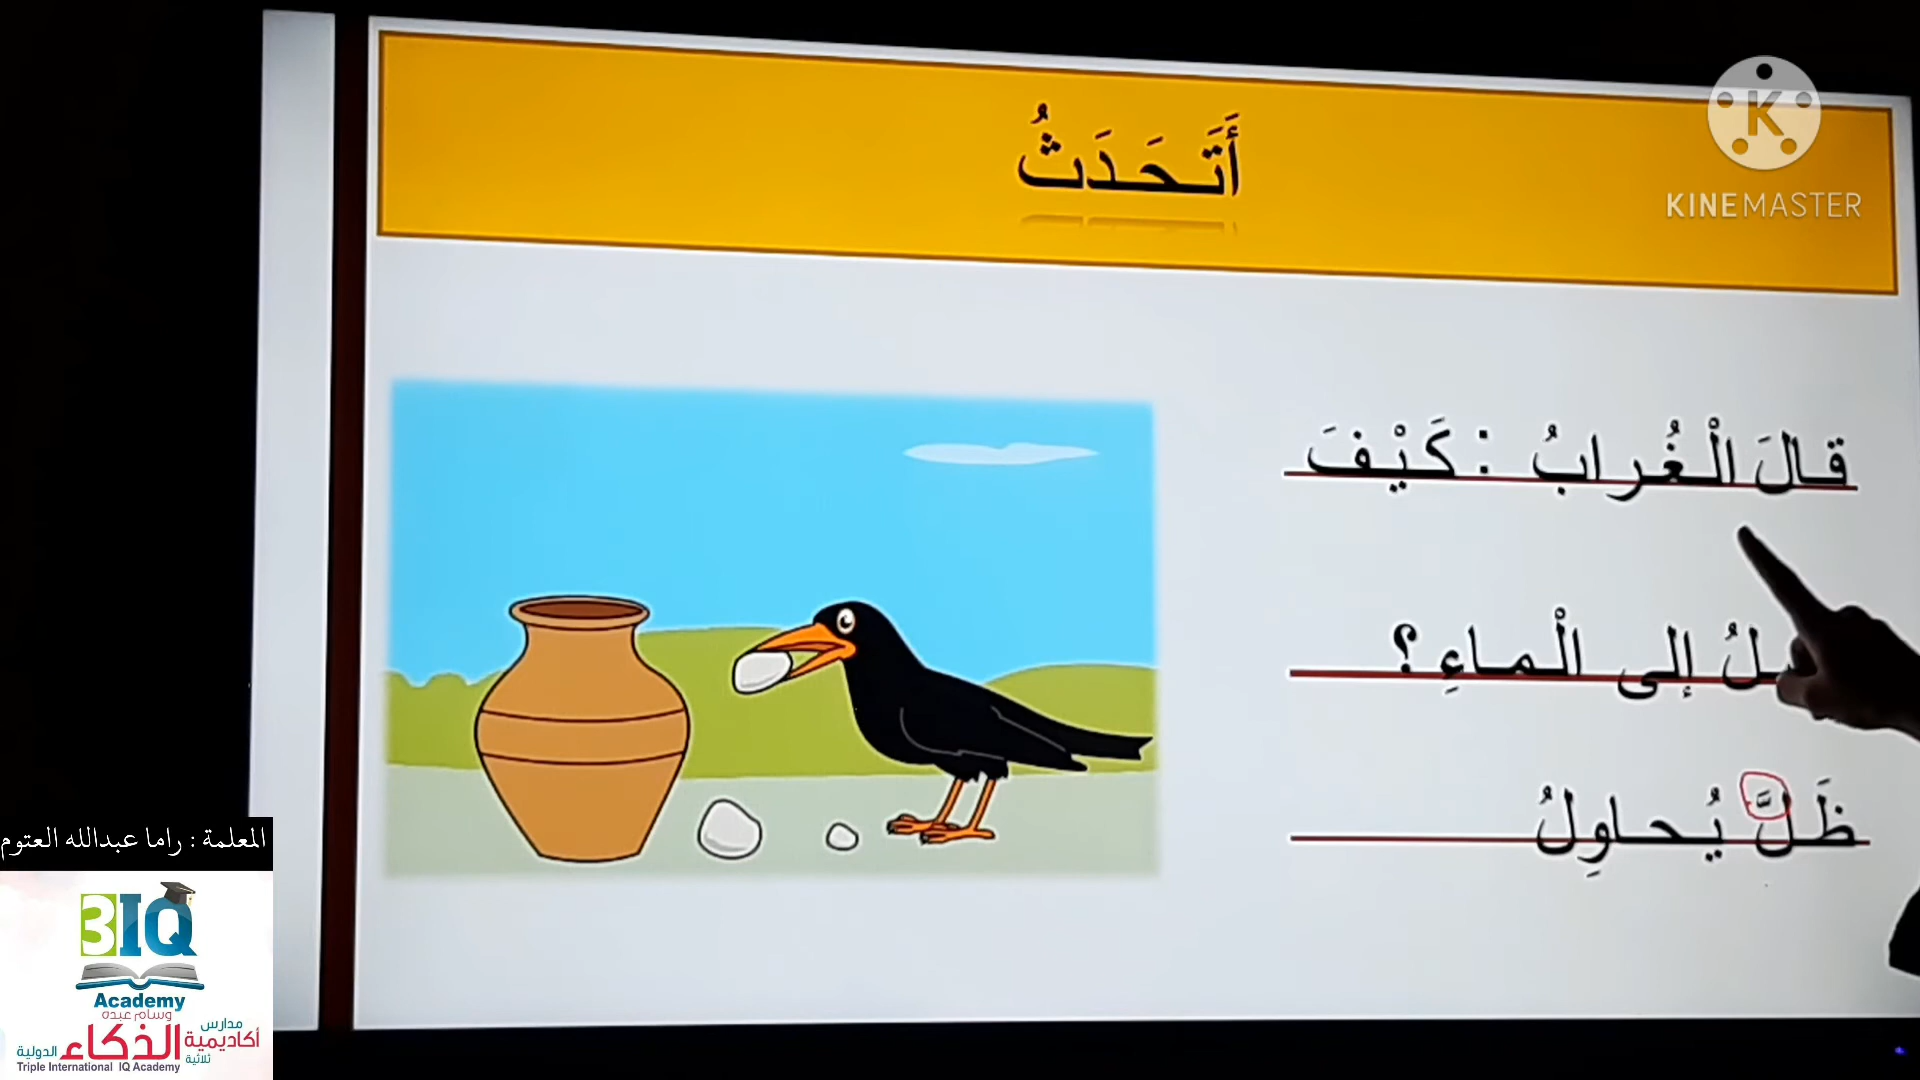 أَتَحَدَثُ
KINEMASTER
قالَ الْغُرابُ : كَيْفَ
إلى الْماءِ ؟
ظَلَّ يُحاوِلُ
المعلمة : راما عبدالله العتوم
3IQ
Academy
وسام عبده
مدارس
أكاديمية الذكاء الدولية
ثلاثية
Triple International IQ Academy